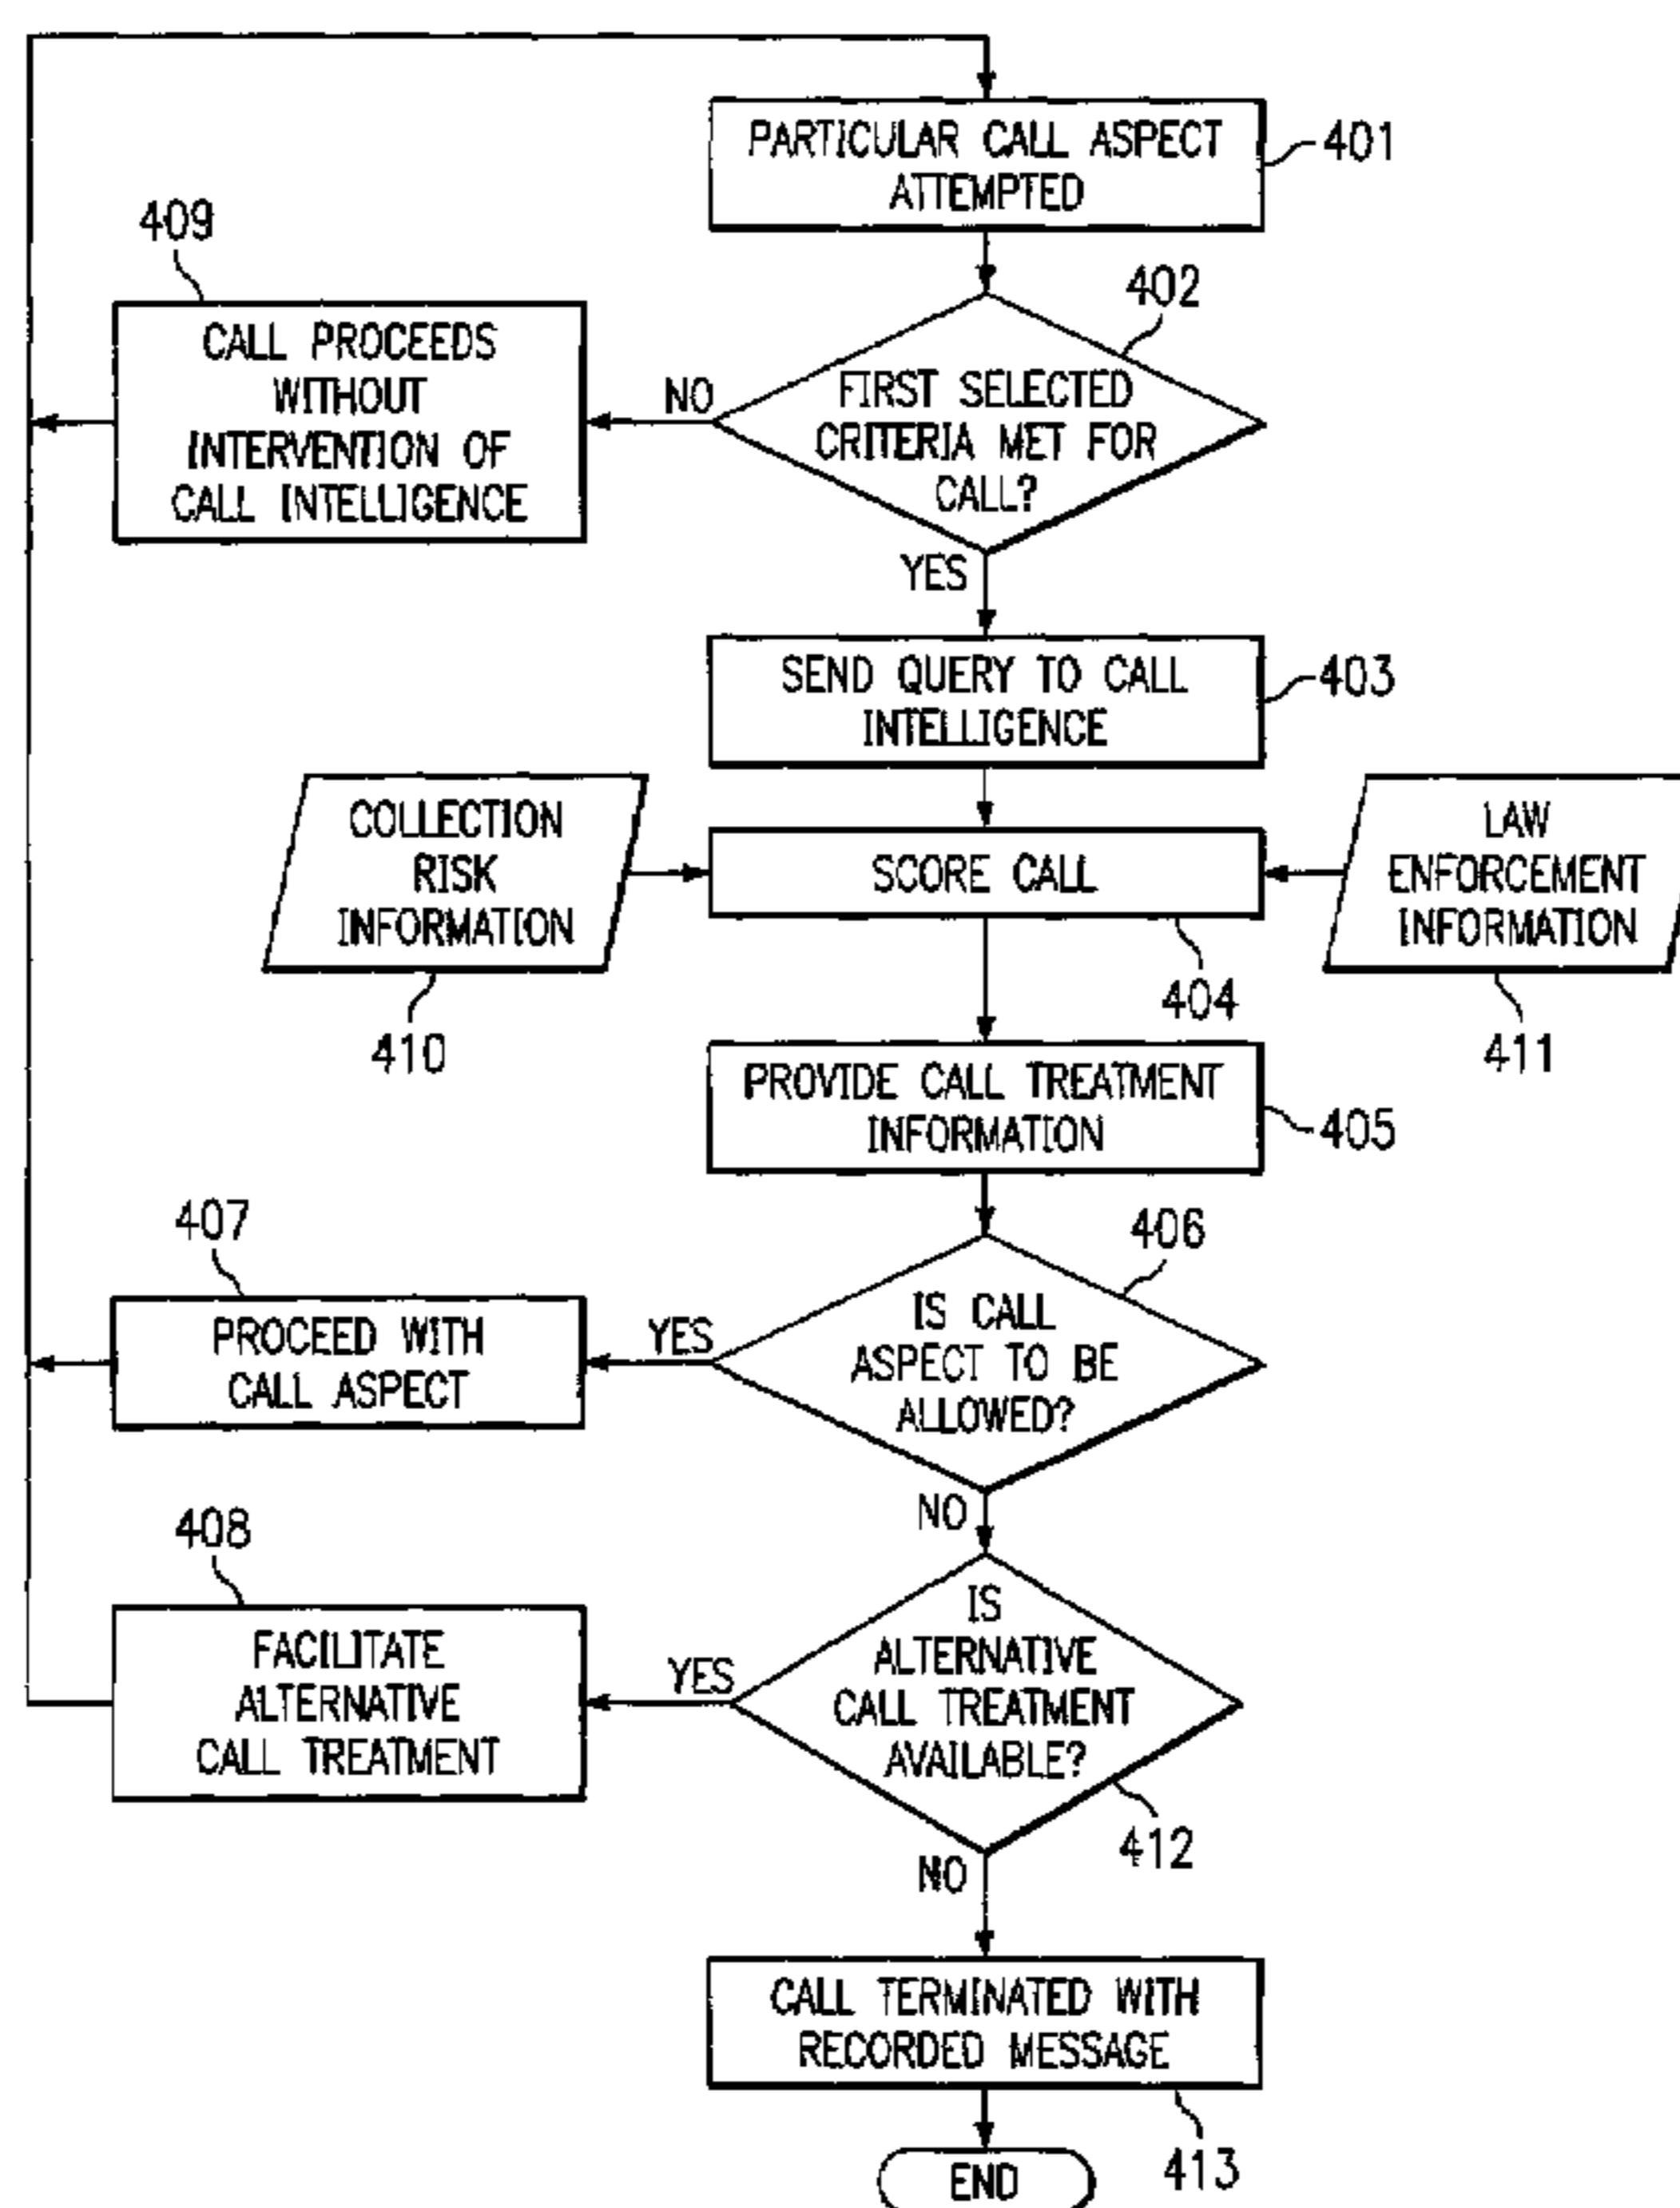 PARTICULAR CALL ASPECT
ATTEMPTED
401
409
402
CALL PROCEEDS
WITHOUT
INTERVENTION OF
CALL INTELLIGENCE
NO
FIRST SELECTED
CRITERIA MET FOR
CALL?
YES
SEND QUERY TO CALL
INTELLIGENCE
403
COLLECTION
RISK
INFORMATION
SCORE CALL
LAW
ENFORCEMENT
INFORMATION
404
410
411
PROVIDE CALL TREATMENT
INFORMATION
405
407
406
PROCEED WITH
CALL ASPECT
YES
IS CALL
ASPECT TO BE
ALLOWED?
NO
408
FACILITATE
ALTERNATIVE
CALL TREATMENT
YES
IS
ALTERNATIVE
CALL TREATMENT
AVAILABLE?
412
NO
CALL TERMINATED WITH
RECORDED MESSAGE
413
END